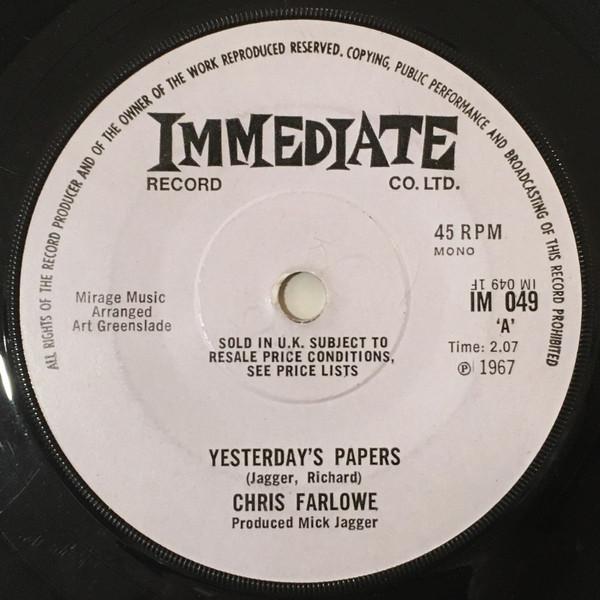 ALL RIGHTS OF THE RECORD PRODUCER AND OF THE OWNER OF THE WORK REPRODUCED RESERVED. COPYING, PUBLIC PERFORMANCE AND BROADCASTING OF THIS RECORD PROHIBITED
IMMEDIATE
RECORD CO. LTD.
45 RPM
MONO
IM 049 1F
IM 049
'A'
Time: 2.07
℗ 1967
Mirage Music
Arranged
Art Greenslade
SOLD IN U.K. SUBJECT TO
RESALE PRICE CONDITIONS,
SEE PRICE LISTS
YESTERDAY'S PAPERS
(Jagger, Richard)
CHRIS FARLOWE
Produced Mick Jagger